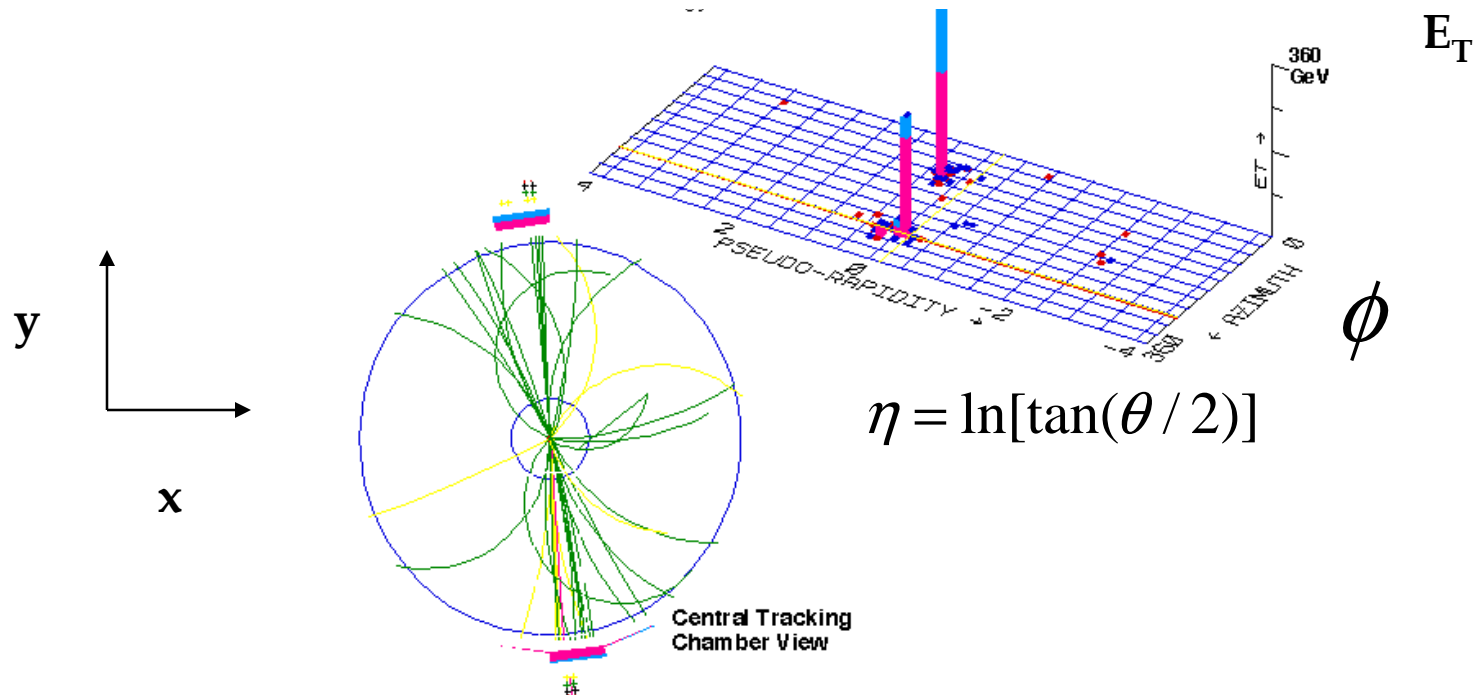 E_T
360
GeV
ET →
4
2
0
-2
-4
PSEUDO-RAPIDITY →
360
← AZIMUTH 0
ϕ
y
x
η = ln[tan(θ / 2)]
Central Tracking
Chamber View